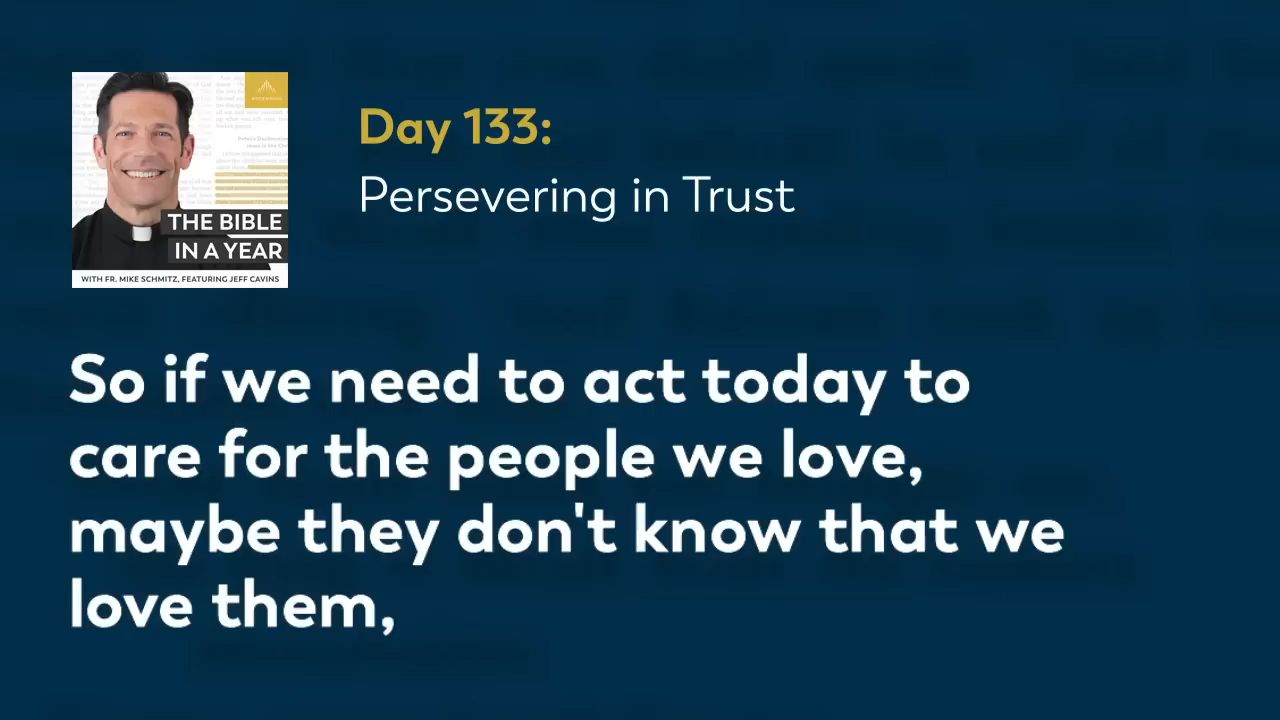 Day 133:
Persevering in Trust
THE BIBLE
IN A YEAR
WITH FR. MIKE SCHMITZ, FEATURING JEFF CAVINS
So if we need to act today to
care for the people we love,
maybe they don't know that we
love them,